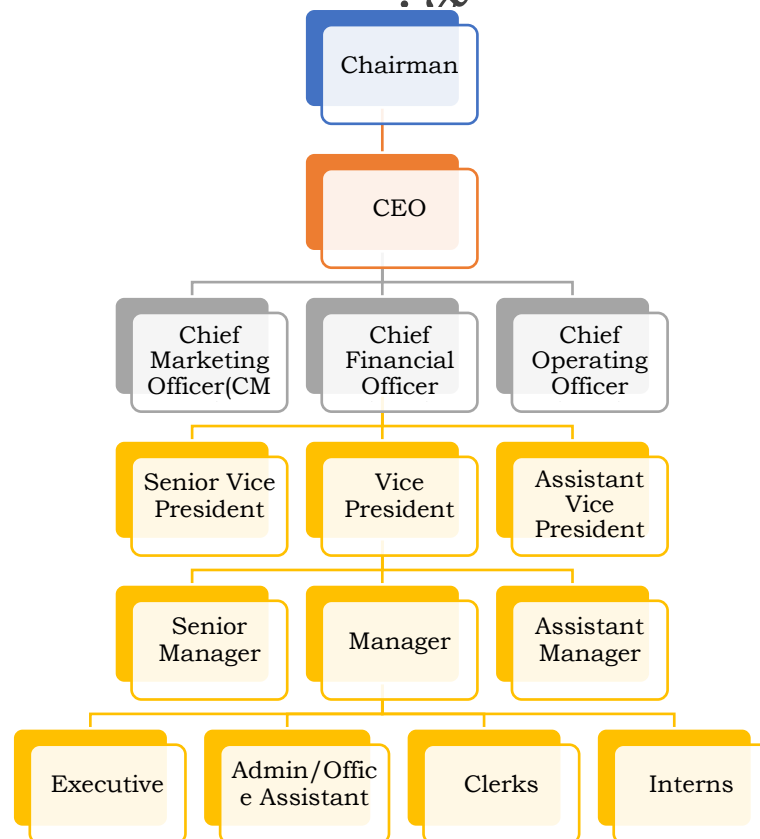 Chairman
CEO
Chief
Marketing
Officer(CM
Chief
Financial
Officer
Chief
Operating
Officer
Senior Vice
President
Vice
President
Assistant
Vice
President
Senior
Manager
Manager
Assistant
Manager
Executive
Admin/Offic
e Assistant
Clerks
Interns